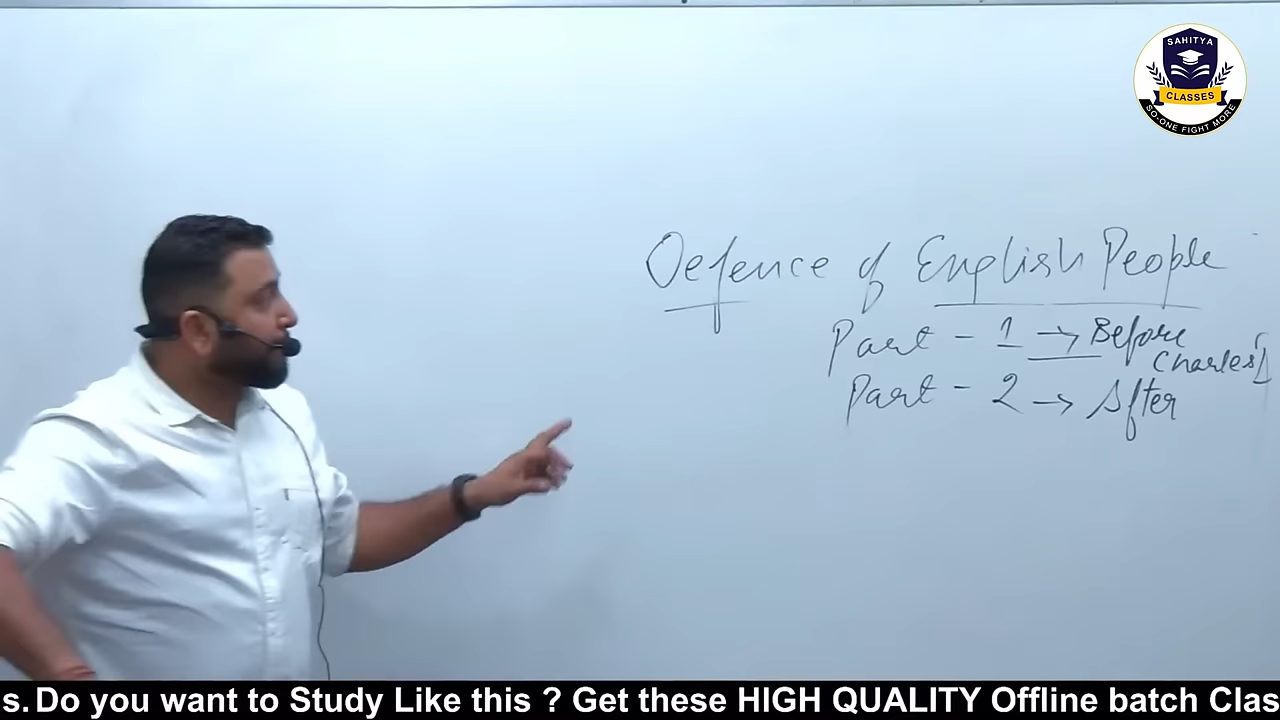 SAHITYA
CLASSES
SO-ONE FIGHT MORE
Defence of English People
Part - 1 → Before
Charles I
Part - 2 → After
s. Do you want to Study Like this ? Get these HIGH QUALITY Offline batch Clas